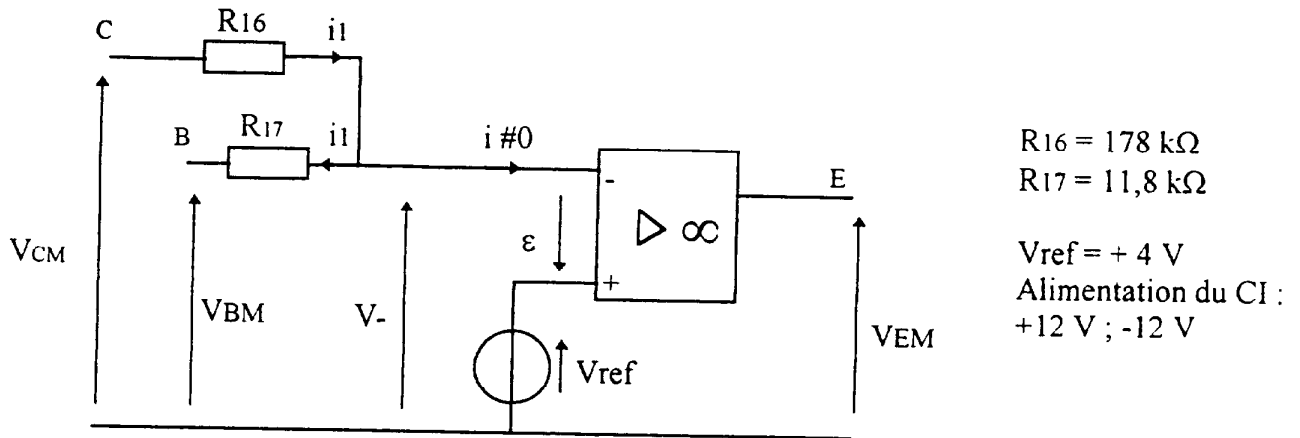 C
R16
i1
B
R17
i1
i #0
-
E
ε
▷ ∞
+
VCM
VBM
V-
Vref
VEM
R16 = 178 kΩ
R17 = 11,8 kΩ
Vref = + 4 V
Alimentation du CI :
+12 V ; -12 V